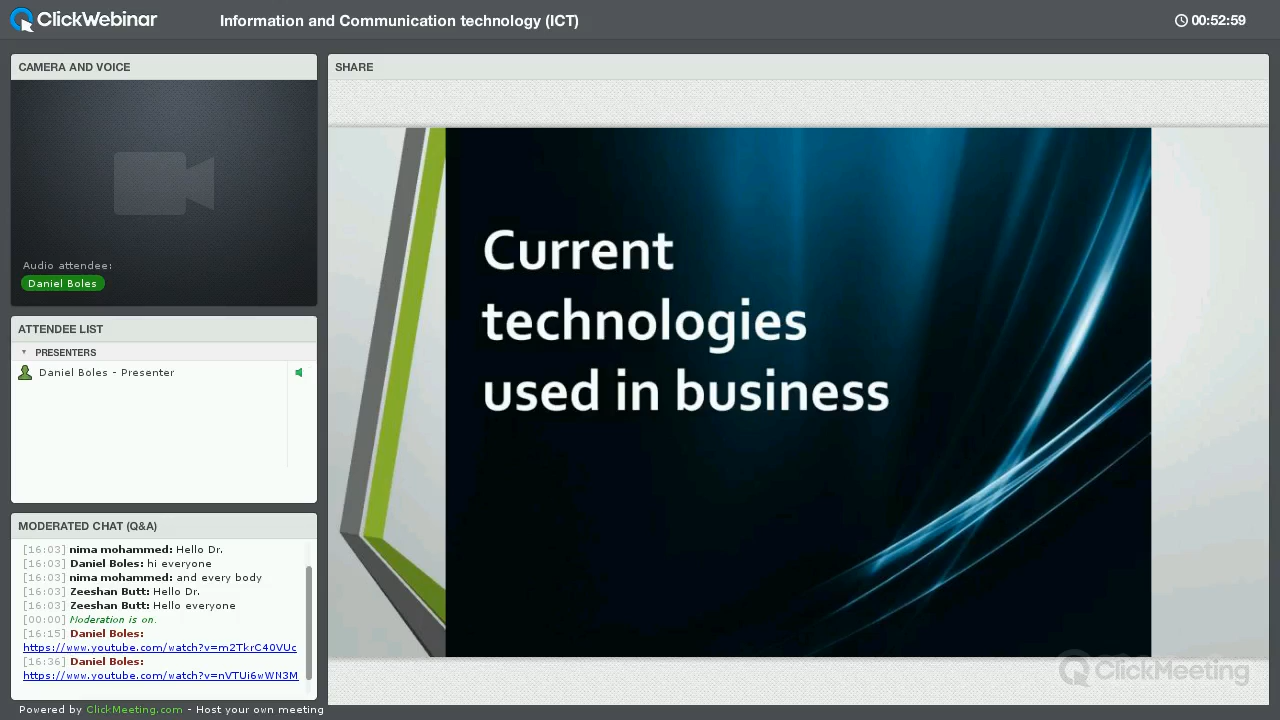 ClickWebinar
Information and Communication technology (ICT)
00:52:59
CAMERA AND VOICE
Audio attendee:
Daniel Boles
ATTENDEE LIST
PRESENTERS
Daniel Boles - Presenter
MODERATED CHAT (Q&A)
[16:03] nima mohammed: Hello Dr.
[16:03] Daniel Boles: hi everyone
[16:03] nima mohammed: and every body
[16:03] Zeeshan Butt: Hello Dr.
[16:03] Zeeshan Butt: Hello everyone
[00:00] Moderation is on.
[16:15] Daniel Boles:
https://www.youtube.com/watch?v=m2TkrC40VUc
[16:36] Daniel Boles:
https://www.youtube.com/watch?v=nVTUi6wWN3M
Powered by ClickMeeting.com - Host your own meeting
SHARE
Current
technologies
used in business
ClickMeeting